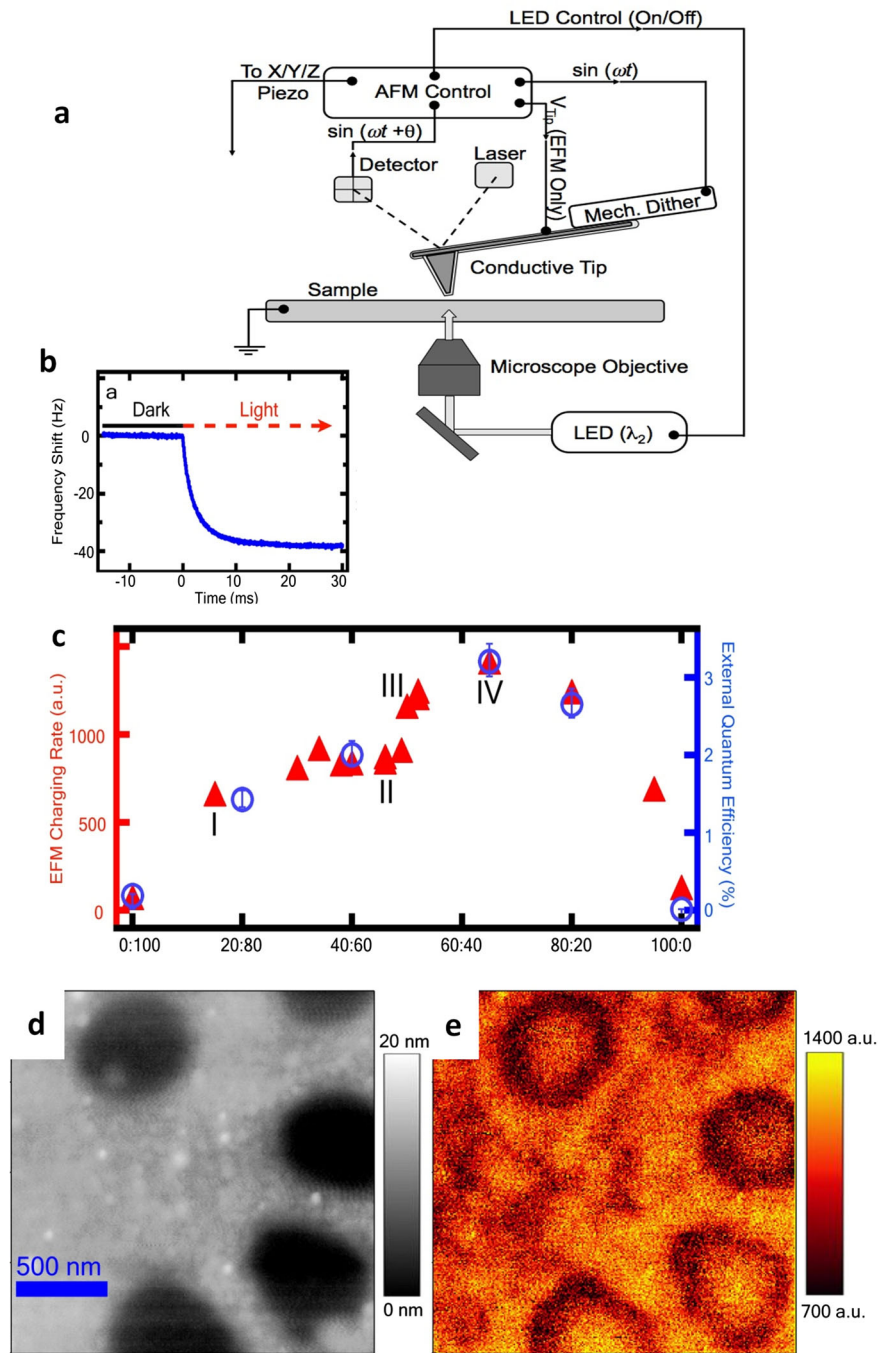 LED Control (On/Off)
To X/Y/Z
Piezo
AFM Control
sin (ωt)
a
sin (ωt +θ)
V Tip (EFM Only)
Detector
Laser
Mech. Dither
Conductive Tip
Sample
Microscope Objective
LED (λ2)
b
a
Dark
Light
Frequency Shift (Hz)
0
-20
-40
-10
0
10
20
30
Time (ms)
c
EFM Charging Rate (a.u.)
1000
500
0
I
II
III
IV
External Quantum Efficiency (%)
3
2
1
0
0:100
20:80
40:60
60:40
80:20
100:0
d
500 nm
20 nm
0 nm
e
1400 a.u.
700 a.u.